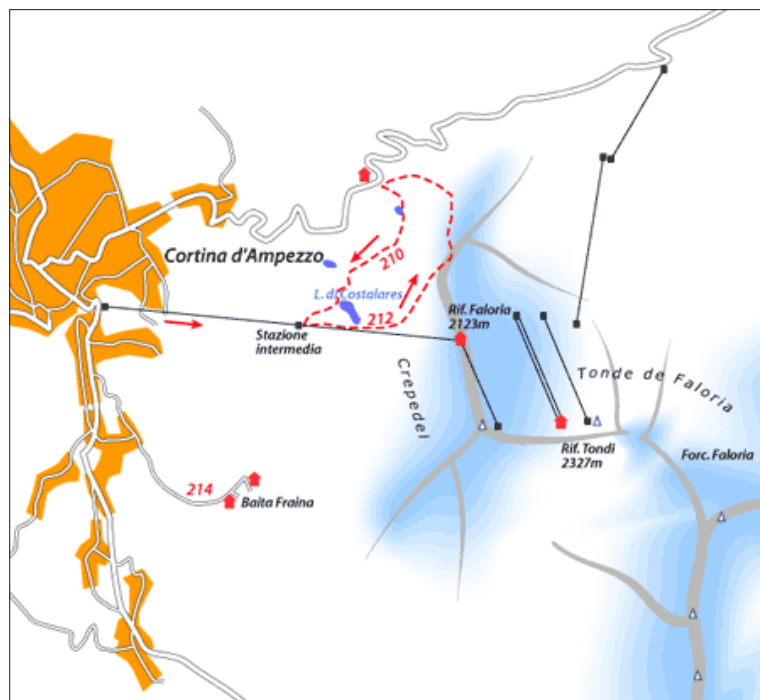 210
Cortina d'Ampezzo
L. di Costalares
212
Rif. Faloria
2123m
Stazione
intermedia
Crepedel
Tonde de Faloria
Rif. Tondi
2327m
Forc. Faloria
214
Baita Fraina